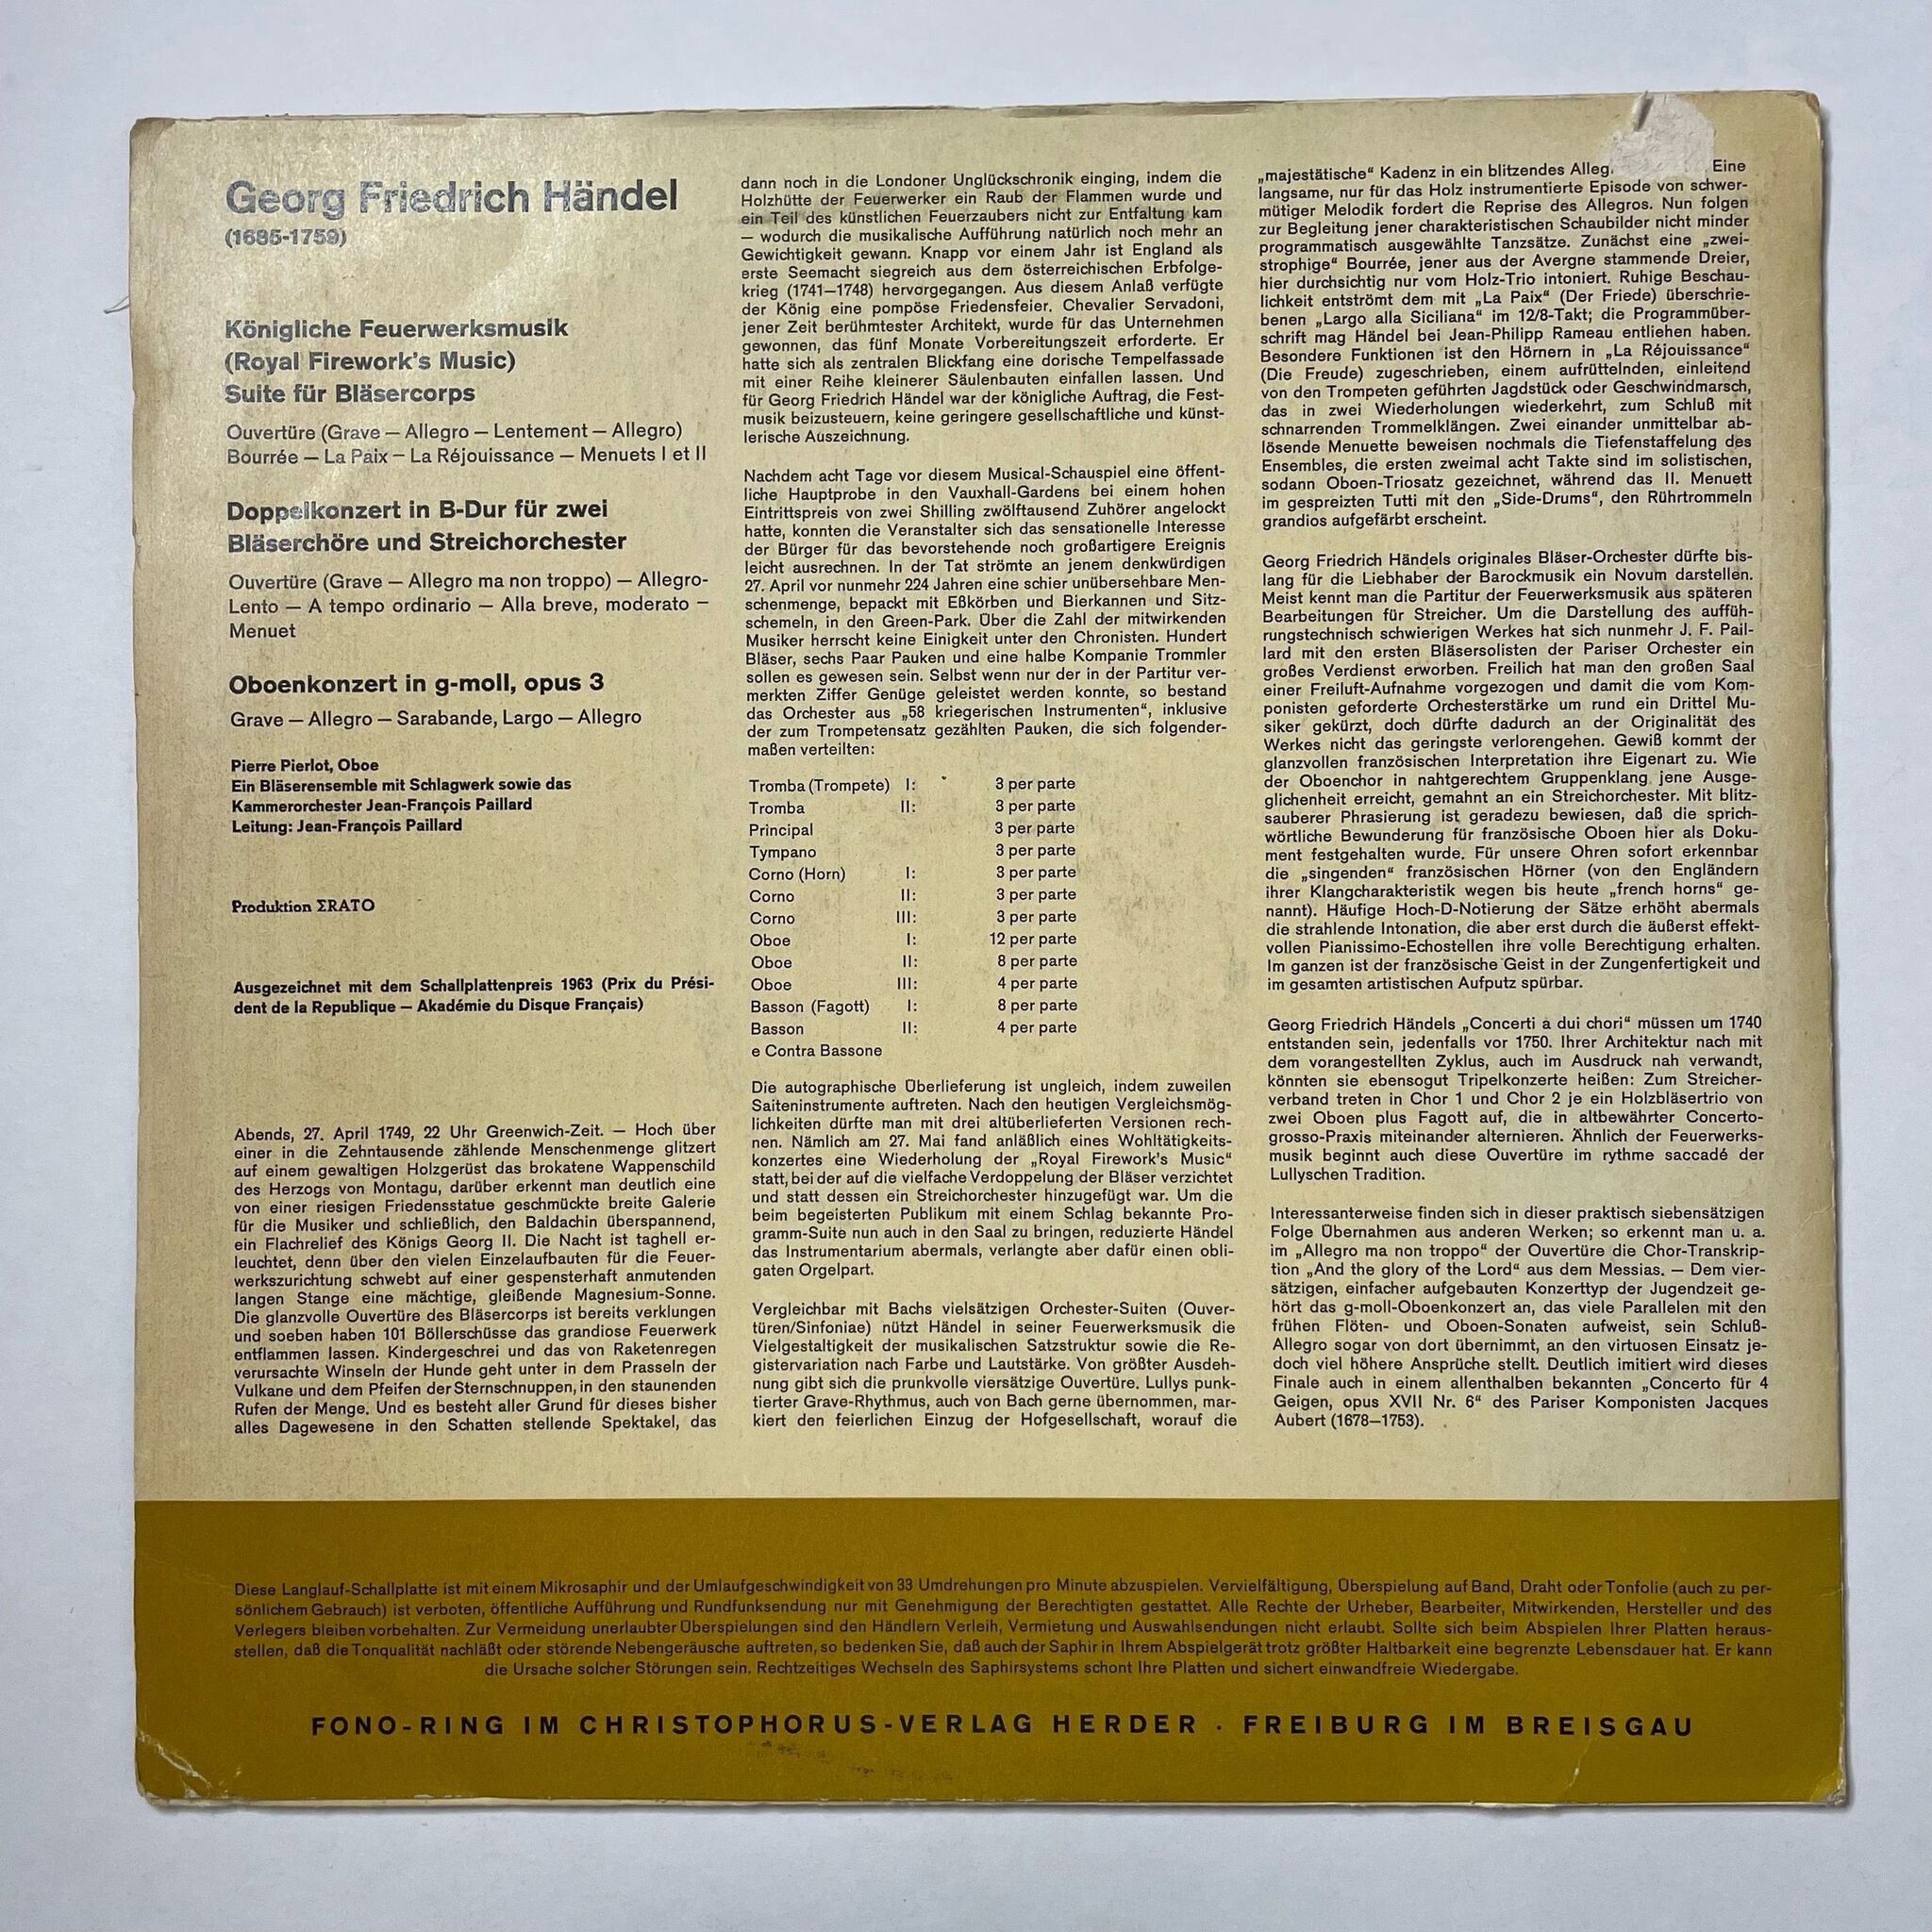 Georg Friedrich Händel
(1685-1759)
Königliche Feuerwerksmusik
(Royal Firework's Music)
Suite für Bläsercorps
Ouvertüre (Grave — Allegro — Lentement — Allegro)
Bourrée — La Paix — La Réjouissance — Menuets I et II
Doppelkonzert in B-Dur für zwei
Bläserchöre und Streichorchester
Ouvertüre (Grave — Allegro ma non troppo) — Allegro-
Lento — A tempo ordinario — Alla breve, moderato —
Menuet
Oboenkonzert in g-moll, opus 3
Grave — Allegro — Sarabande, Largo — Allegro
Pierre Pierlot, Oboe
Ein Bläserensemble mit Schlagwerk sowie das
Kammerorchester Jean-François Paillard
Leitung: Jean-François Paillard
Produktion ΣRATO
Ausgezeichnet mit dem Schallplattenpreis 1963 (Prix du Prési-
dent de la Republique — Akadémie du Disque Français)
Abends, 27. April 1749, 22 Uhr Greenwich-Zeit. — Hoch über
einer in die Zehntausende zählende Menschenmenge glitzert
auf einem gewaltigen Holzgerüst das brokatene Wappenschild
des Herzogs von Montagu, darüber erkennt man deutlich eine
von einer riesigen Friedensstatue geschmückte breite Galerie
für die Musiker und schließlich, den Baldachin überspannend,
ein Flachrelief des Königs Georg II. Die Nacht ist taghell er-
leuchtet, denn über den vielen Einzelaufbauten für die Feuer-
werkszurichtung schwebt auf einer gespensterhaft anmutenden
langen Stange eine mächtige, gleißende Magnesium-Sonne.
Die glanzvolle Ouvertüre des Bläsercorps ist bereits verklungen
und soeben haben 101 Böllerschüsse das grandiose Feuerwerk
entflammen lassen. Kindergeschrei und das von Raketenregen
verursachte Winseln der Hunde geht unter in dem Prasseln der
Vulkane und dem Pfeifen der Sternschnuppen, in den staunenden
Rufen der Menge. Und es besteht aller Grund für dieses bisher
alles Dagewesene in den Schatten stellende Spektakel, das
dann noch in die Londoner Unglückschronik einging, indem die
Holzhütte der Feuerwerker ein Raub der Flammen wurde und
ein Teil des künstlichen Feuerzaubers nicht zur Entfaltung kam
— wodurch die musikalische Aufführung natürlich noch mehr an
Gewichtigkeit gewann. Knapp vor einem Jahr ist England als
erste Seemacht siegreich aus dem österreichischen Erbfolge-
krieg (1741—1748) hervorgegangen. Aus diesem Anlaß verfügte
der König eine pompöse Friedensfeier. Chevalier Servadoni,
jener Zeit berühmtester Architekt, wurde für das Unternehmen
gewonnen, das fünf Monate Vorbereitungszeit erforderte. Er
hatte sich als zentralen Blickfang eine dorische Tempelfassade
mit einer Reihe kleinerer Säulenbauten einfallen lassen. Und
für Georg Friedrich Händel war der königliche Auftrag, die Fest-
musik beizusteuern, keine geringere gesellschaftliche und künst-
lerische Auszeichnung.
Nachdem acht Tage vor diesem Musical-Schauspiel eine öffent-
liche Hauptprobe in den Vauxhall-Gardens bei einem hohen
Eintrittspreis von zwei Shilling zwölftausend Zuhörer angelockt
hatte, konnten die Veranstalter sich das sensationelle Interesse
der Bürger für das bevorstehende noch großartigere Ereignis
leicht ausrechnen. In der Tat strömte an jenem denkwürdigen
27. April vor nunmehr 224 Jahren eine schier unübersehbare Men-
schenmenge, bepackt mit Eßkörben und Bierkannen und Sitz-
schemeln, in den Green-Park. Über die Zahl der mitwirkenden
Musiker herrscht keine Einigkeit unter den Chronisten. Hundert
Bläser, sechs Paar Pauken und eine halbe Kompanie Trommler
sollen es gewesen sein. Selbst wenn nur der in der Partitur ver-
merkten Ziffer Genüge geleistet werden konnte, so bestand
das Orchester aus „58 kriegerischen Instrumenten“, inklusive
der zum Trompetensatz gezählten Pauken, die sich folgender-
maßen verteilten:
Tromba (Trompete) I: 3 per parte
Tromba II: 3 per parte
Principal 3 per parte
Tympano 3 per parte
Corno (Horn) I: 3 per parte
Corno II: 3 per parte
Corno III: 3 per parte
Oboe I: 12 per parte
Oboe II: 8 per parte
Oboe III: 4 per parte
Basson (Fagott) I: 8 per parte
Basson II: 4 per parte
e Contra Bassone
Die autographische Überlieferung ist ungleich, indem zuweilen
Saiteninstrumente auftreten. Nach den heutigen Vergleichsmög-
lichkeiten dürfte man mit drei altüberlieferten Versionen rech-
nen. Nämlich am 27. Mai fand anläßlich eines Wohltätigkeits-
konzertes eine Wiederholung der „Royal Firework's Music“
statt, bei der auf die vielfache Verdoppelung der Bläser verzichtet
und statt dessen ein Streichorchester hinzugefügt war. Um die
beim begeisterten Publikum mit einem Schlag bekannte Pro-
gramm-Suite nun auch in den Saal zu bringen, reduzierte Händel
das Instrumentarium abermals, verlangte aber dafür einen obli-
gaten Orgelpart.
Vergleichbar mit Bachs vielsätzigen Orchester-Suiten (Ouver-
türen/Sinfoniae) nützt Händel in seiner Feuerwerksmusik die
Vielgestaltigkeit der musikalischen Satzstruktur sowie die Re-
gistervariation nach Farbe und Lautstärke. Von größter Ausdeh-
nung gibt sich die prunkvolle viersätzige Ouvertüre. Lullys punk-
tierter Grave-Rhythmus, auch von Bach gerne übernommen, mar-
kiert den feierlichen Einzug der Hofgesellschaft, worauf die
„majestätische“ Kadenz in ein blitzendes Alleg. Eine
langsame, nur für das Holz instrumentierte Episode von schwer-
mütiger Melodik fordert die Reprise des Allegros. Nun folgen
zur Begleitung jener charakteristischen Schaubilder nicht minder
programmatisch ausgewählte Tanzsätze. Zunächst eine „zwei-
strophige“ Bourrée, jener aus der Avergne stammende Dreier,
hier durchsichtig nur vom Holz-Trio intoniert. Ruhige Beschau-
lichkeit entströmt dem mit „La Paix“ (Der Friede) überschrie-
benen „Largo alla Siciliana“ im 12/8-Takt; die Programmüber-
schrift mag Händel bei Jean-Philipp Rameau entliehen haben.
Besondere Funktionen ist den Hörnern in „La Réjouissance“
(Die Freude) zugeschrieben, einem aufrüttelnden, einleitend
von den Trompeten geführten Jagdstück oder Geschwindmarsch,
das in zwei Wiederholungen wiederkehrt, zum Schluß mit
schnarrenden Trommelklängen. Zwei einander unmittelbar ab-
lösende Menuette beweisen nochmals die Tiefenstaffelung des
Ensembles, die ersten zweimal acht Takte sind im solistischen,
sodann Oboen-Triosatz gezeichnet, während das II. Menuett
im gespreizten Tutti mit den „Side-Drums“, den Rührtrommeln
grandios aufgefärbt erscheint.
Georg Friedrich Händels originales Bläser-Orchester dürfte bis-
lang für die Liebhaber der Barockmusik ein Novum darstellen.
Meist kennt man die Partitur der Feuerwerksmusik aus späteren
Bearbeitungen für Streicher. Um die Darstellung des auffüh-
rungstechnisch schwierigen Werkes hat sich nunmehr J. F. Pail-
lard mit den ersten Bläsersolisten der Pariser Orchester ein
großes Verdienst erworben. Freilich hat man den großen Saal
einer Freiluft-Aufnahme vorgezogen und damit die vom Kom-
ponisten geforderte Orchesterstärke um rund ein Drittel Mu-
siker gekürzt, doch dürfte dadurch an der Originalität des
Werkes nicht das geringste verlorengehen. Gewiß kommt der
glanzvollen französischen Interpretation ihre Eigenart zu. Wie
der Oboenchor in nahtgerechtem Gruppenklang jene Ausge-
glichenheit erreicht, gemahnt an ein Streichorchester. Mit blitz-
sauberer Phrasierung ist geradezu bewiesen, daß die sprich-
wörtliche Bewunderung für französische Oboen hier als Doku-
ment festgehalten wurde. Für unsere Ohren sofort erkennbar
die „singenden“ französischen Hörner (von den Engländern
ihrer Klangcharakteristik wegen bis heute „french horns“ ge-
nannt). Häufige Hoch-D-Notierung der Sätze erhöht abermals
die strahlende Intonation, die aber erst durch die äußerst effekt-
vollen Pianissimo-Echostellen ihre volle Berechtigung erhalten.
Im ganzen ist der französische Geist in der Zungenfertigkeit und
im gesamten artistischen Aufputz spürbar.
Georg Friedrich Händels „Concerti a dui chori“ müssen um 1740
entstanden sein, jedenfalls vor 1750. Ihrer Architektur nach mit
dem vorangestellten Zyklus, auch im Ausdruck nah verwandt,
könnten sie ebensogut Tripelkonzerte heißen: Zum Streicher-
verband treten in Chor 1 und Chor 2 je ein Holzbläsertrio von
zwei Oboen plus Fagott auf, die in altbewährter Concerto-
grosso-Praxis miteinander alternieren. Ähnlich der Feuerwerks-
musik beginnt auch diese Ouvertüre im rythme saccadé der
Lullyschen Tradition.
Interessanterweise finden sich in dieser praktisch siebensätzigen
Folge Übernahmen aus anderen Werken; so erkennt man u. a.
im „Allegro ma non troppo“ der Ouvertüre die Chor-Transkrip-
tion „And the glory of the Lord“ aus dem Messias. — Dem vier-
sätzigen, einfacher aufgebauten Konzerttyp der Jugendzeit ge-
hört das g-moll-Oboenkonzert an, das viele Parallelen mit den
frühen Flöten- und Oboen-Sonaten aufweist, sein Schluß-
Allegro sogar von dort übernimmt, an den virtuosen Einsatz je-
doch viel höhere Ansprüche stellt. Deutlich imitiert wird dieses
Finale auch in einem allenthalben bekannten „Concerto für 4
Geigen, opus XVII Nr. 6“ des Pariser Komponisten Jacques
Aubert (1678—1753).
Diese Langlauf-Schallplatte ist mit einem Mikrosaphir und der Umlaufgeschwindigkeit von 33 Umdrehungen pro Minute abzuspielen. Vervielfältigung, Überspielung auf Band, Draht oder Tonfolie (auch zu per-
sönlichem Gebrauch) ist verboten, öffentliche Aufführung und Rundfunksendung nur mit Genehmigung der Berechtigten gestattet. Alle Rechte der Urheber, Bearbeiter, Mitwirkenden, Hersteller und des
Verlegers bleiben vorbehalten. Zur Vermeidung unerlaubter Überspielungen sind den Händlern Verleih, Vermietung und Auswahlsendungen nicht erlaubt. Sollte sich beim Abspielen Ihrer Platten heraus-
stellen, daß die Tonqualität nachläßt oder störende Nebengeräusche auftreten, so bedenken Sie, daß auch der Saphir in Ihrem Abspielgerät trotz größter Haltbarkeit eine begrenzte Lebensdauer hat. Er kann
die Ursache solcher Störungen sein. Rechtzeitiges Wechseln des Saphirsystems schont Ihre Platten und sichert einwandfreie Wiedergabe.
FONO-RING IM CHRISTOPHORUS-VERLAG HERDER · FREIBURG IM BREISGAU